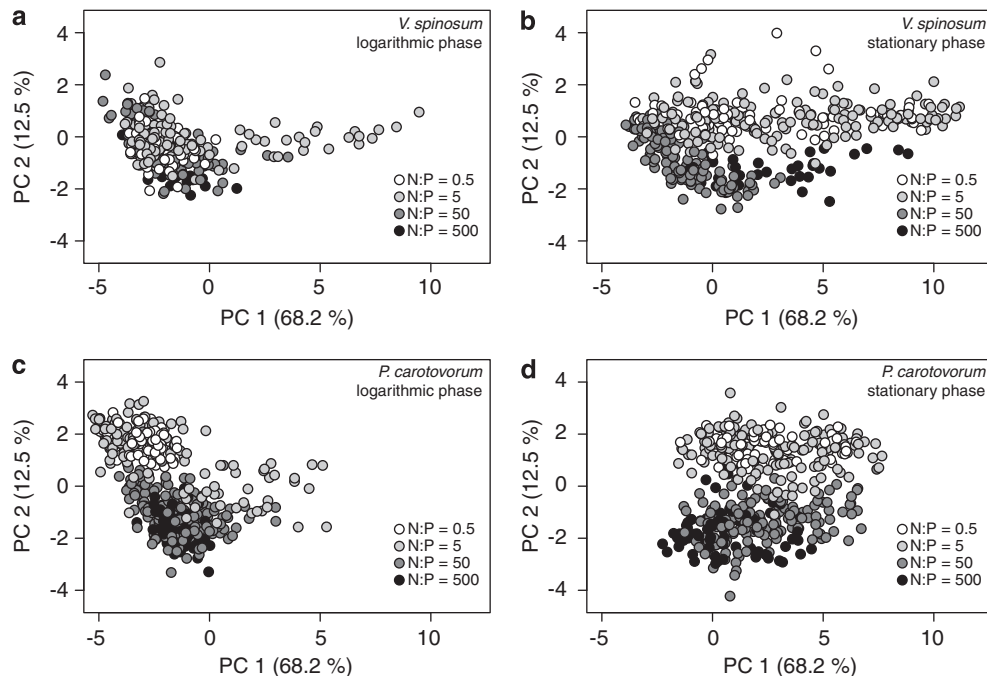 a
V. spinosum
logarithmic phase
4
2
0
-2
-4
PC 2 (12.5 %)
N:P = 0.5
N:P = 5
N:P = 50
N:P = 500
-5 0 5 10
PC 1 (68.2 %)
b
V. spinosum
stationary phase
4
2
0
-2
-4
PC 2 (12.5 %)
N:P = 0.5
N:P = 5
N:P = 50
N:P = 500
-5 0 5 10
PC 1 (68.2 %)
c
P. carotovorum
logarithmic phase
4
2
0
-2
-4
PC 2 (12.5 %)
N:P = 0.5
N:P = 5
N:P = 50
N:P = 500
-5 0 5 10
PC 1 (68.2 %)
d
P. carotovorum
stationary phase
4
2
0
-2
-4
PC 2 (12.5 %)
N:P = 0.5
N:P = 5
N:P = 50
N:P = 500
-5 0 5 10
PC 1 (68.2 %)